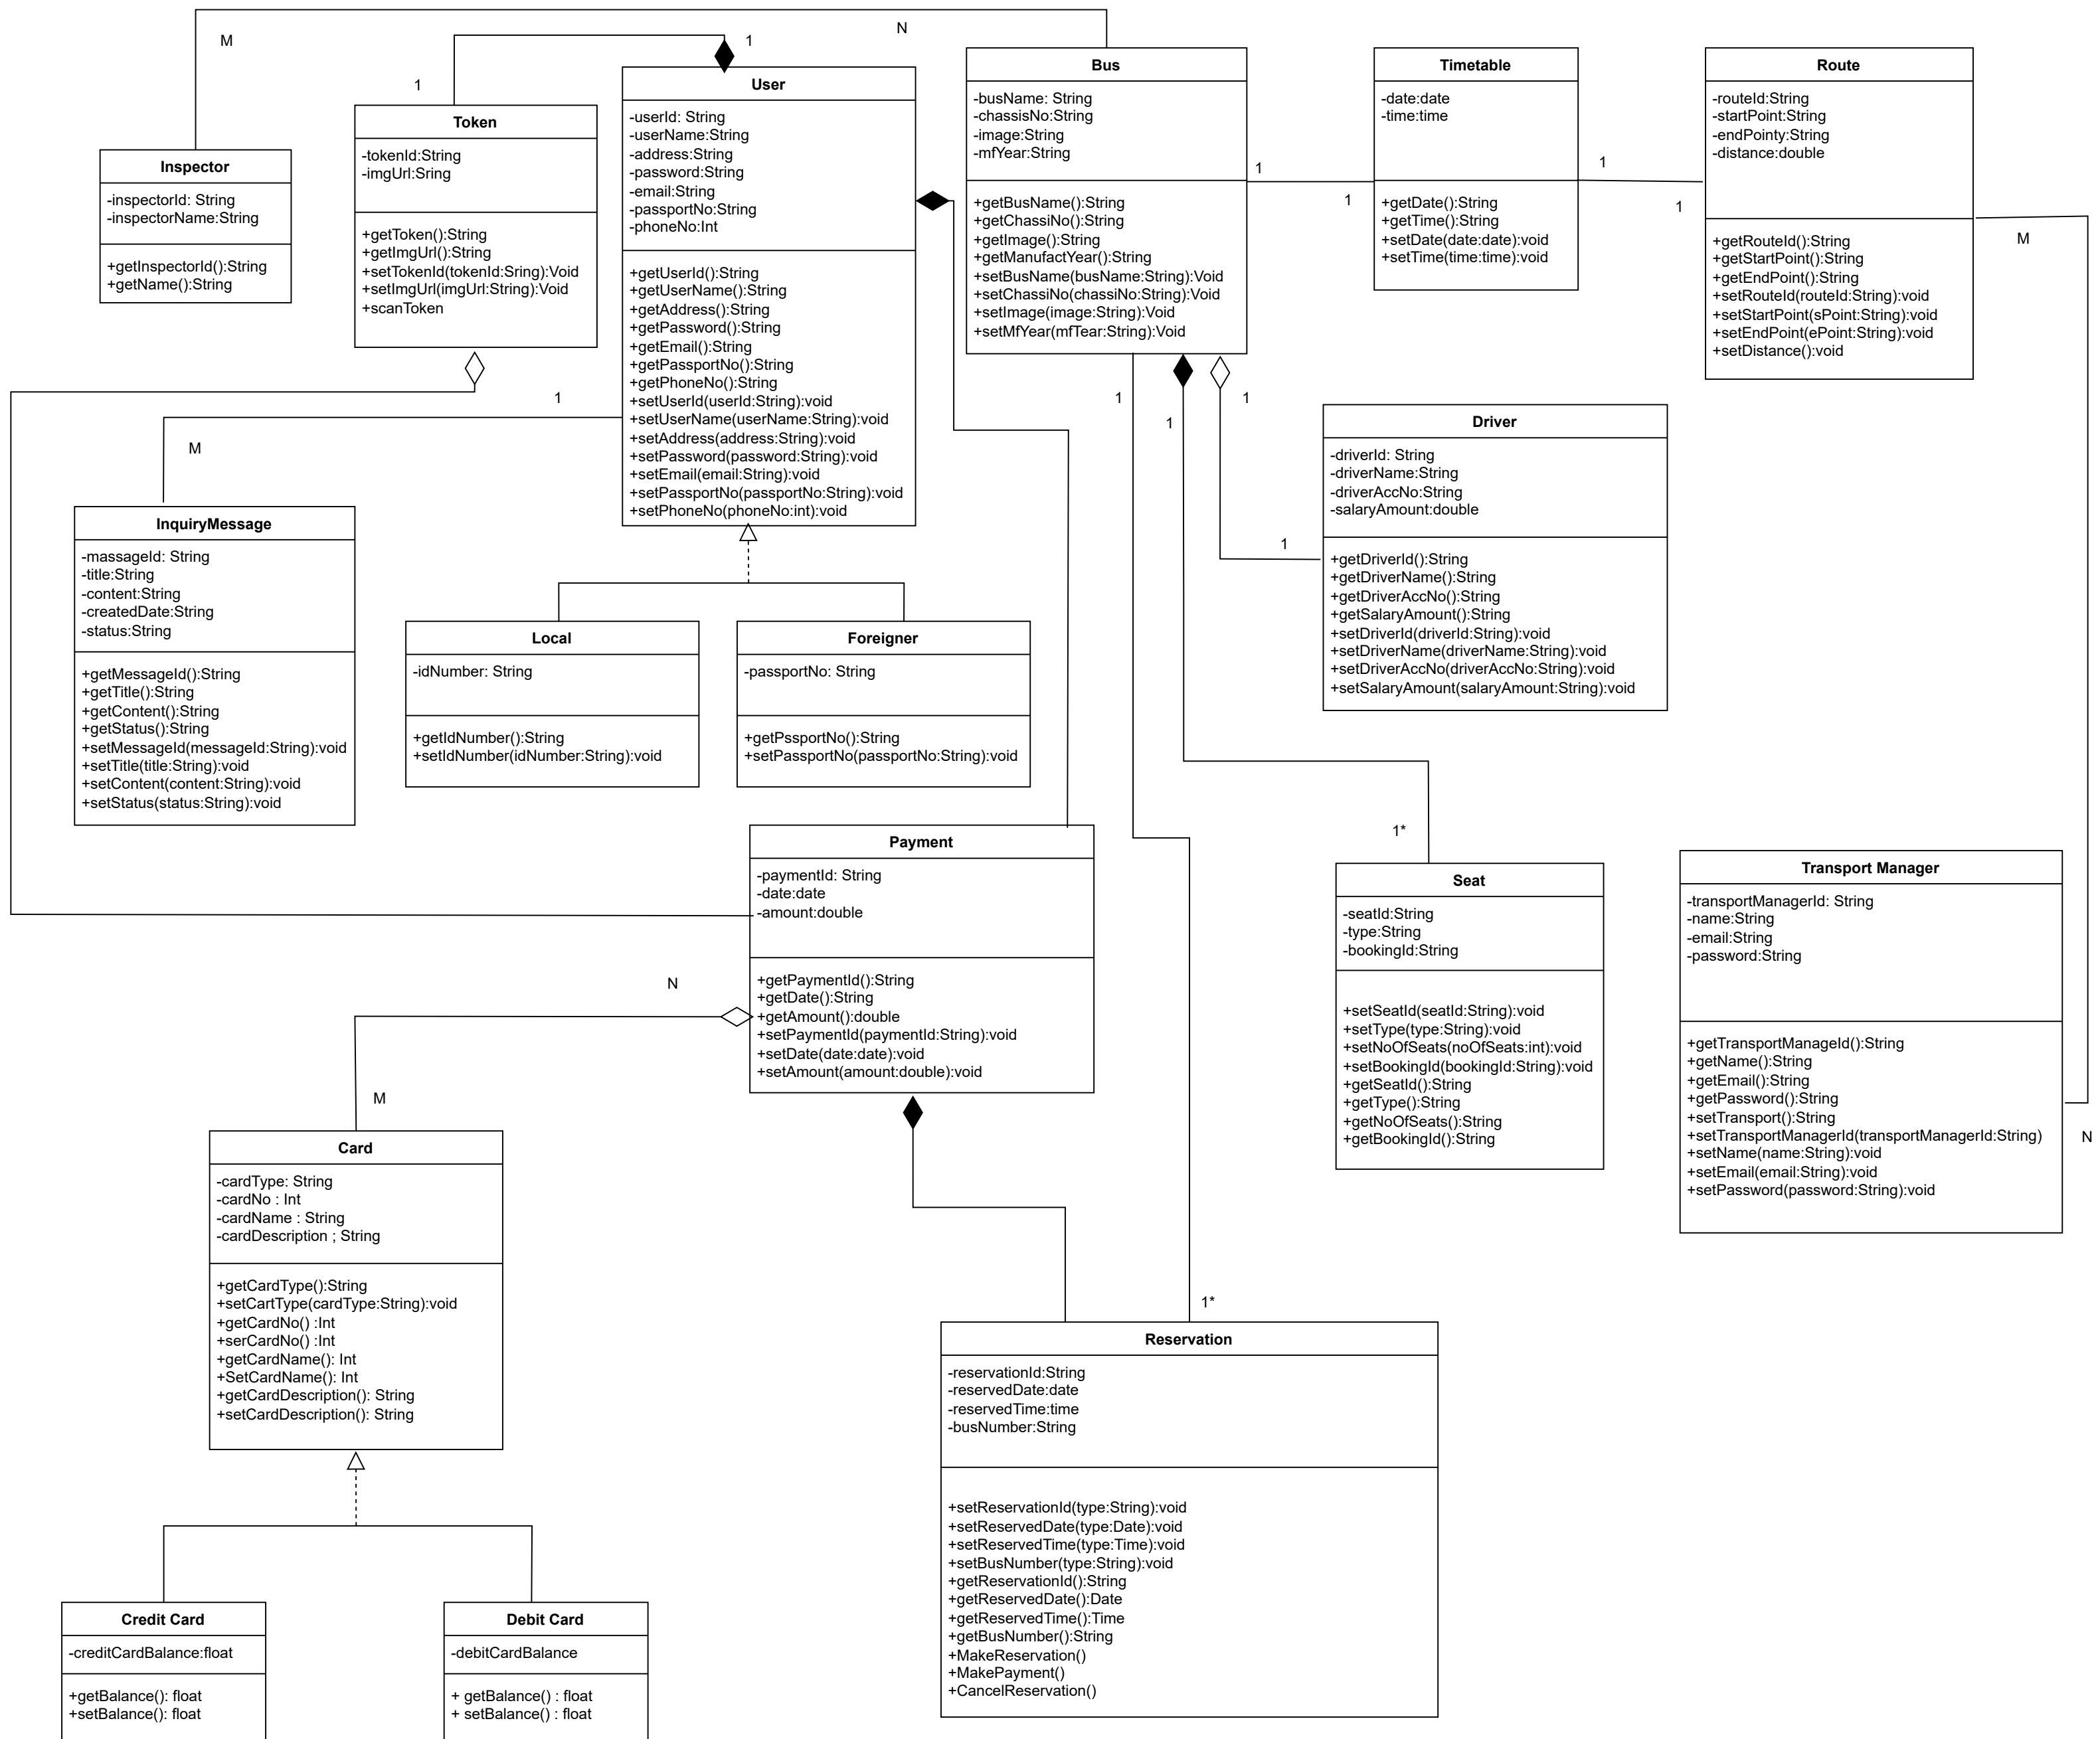 M
N
1
1
Inspector
-inspectorId: String
-inspectorName:String
+getInspectorId():String
+getName():String
Token
-tokenId:String
-imgUrl:Sring
+getToken():String
+getImgUrl():String
+setTokenId(tokenId:Sring):Void
+setImgUrl(imgUrl:String):Void
+scanToken
User
-userId: String
-userName:String
-address:String
-password:String
-email:String
-passportNo:String
-phoneNo:Int
+getUserId():String
+getUserName():String
+getAddress():String
+getPassword():String
+getEmail():String
+getPassportNo():String
+getPhoneNo():String
+setUserId(userId:String):void
+setUserName(userName:String):void
+setAddress(address:String):void
+setPassword(password:String):void
+setEmail(email:String):void
+setPassportNo(passportNo:String):void
+setPhoneNo(phoneNo:int):void
Bus
-busName: String
-chassisNo:String
-image:String
-mfYear:String
+getBusName():String
+getChassiNo():String
+getImage():String
+getManufactYear():String
+setBusName(busName:String):Void
+setChassiNo(chassiNo:String):Void
+setImage(image:String):Void
+setMfYear(mfTear:String):Void
1
1
Timetable
-date:date
-time:time
+getDate():String
+getTime():String
+setDate(date:date):void
+setTime(time:time):void
1
1
Route
-routeId:String
-startPoint:String
-endPointy:String
-distance:double
+getRouteId():String
+getStartPoint():String
+getEndPoint():String
+setRouteId(routeId:String):void
+setStartPoint(sPoint:String):void
+setEndPoint(ePoint:String):void
+setDistance():void
M
1
M
1
1
1
1
Driver
-driverId: String
-driverName:String
-driverAccNo:String
-salaryAmount:double
+getDriverId():String
+getDriverName():String
+getDriverAccNo():String
+getSalaryAmount():String
+setDriverId(driverId:String):void
+setDriverName(driverName:String):void
+setDriverAccNo(driverAccNo:String):void
+setSalaryAmount(salaryAmount:String):void
InquiryMessage
-massageId: String
-title:String
-content:String
-createdDate:String
-status:String
+getMessageId():String
+getTitle():String
+getContent():String
+getStatus():String
+setMessageId(messageId:String):void
+setTitle(title:String):void
+setContent(content:String):void
+setStatus(status:String):void
Local
-idNumber: String
+getIdNumber():String
+setIdNumber(idNumber:String):void
Foreigner
-passportNo: String
+getPssportNo():String
+setPassportNo(passportNo:String):void
Payment
-paymentId: String
-date:date
-amount:double
+getPaymentId():String
+getDate():String
+getAmount():double
+setPaymentId(paymentId:String):void
+setDate(date:date):void
+setAmount(amount:double):void
1*
Seat
-seatId:String
-type:String
-bookingId:String
+setSeatId(seatId:String):void
+setType(type:String):void
+setNoOfSeats(noOfSeats:int):void
+setBookingId(bookingId:String):void
+getSeatId():String
+getType():String
+getNoOfSeats():String
+getBookingId():String
Transport Manager
-transportManagerId: String
-name:String
-email:String
-password:String
+getTransportManageId():String
+getName():String
+getEmail():String
+getPassword():String
+setTransport():String
+setTransportManagerId(transportManagerId:String)
+setName(name:String):void
+setEmail(email:String):void
+setPassword(password:String):void
N
N
M
Card
-cardType: String
-cardNo : Int
-cardName : String
-cardDescription ; String
+getCardType():String
+setCartType(cardType:String):void
+getCardNo() :Int
+serCardNo() :Int
+getCardName(): Int
+SetCardName(): Int
+getCardDescription(): String
+setCardDescription(): String
1*
Reservation
-reservationId:String
-reservedDate:date
-reservedTime:time
-busNumber:String
+setReservationId(type:String):void
+setReservedDate(type:Date):void
+setReservedTime(type:Time):void
+setBusNumber(type:String):void
+getReservationId():String
+getReservedDate():Date
+getReservedTime():Time
+getBusNumber():String
+MakeReservation()
+MakePayment()
+CancelReservation()
Credit Card
-creditCardBalance:float
+getBalance(): float
+setBalance(): float
Debit Card
-debitCardBalance
+ getBalance() : float
+ setBalance() : float